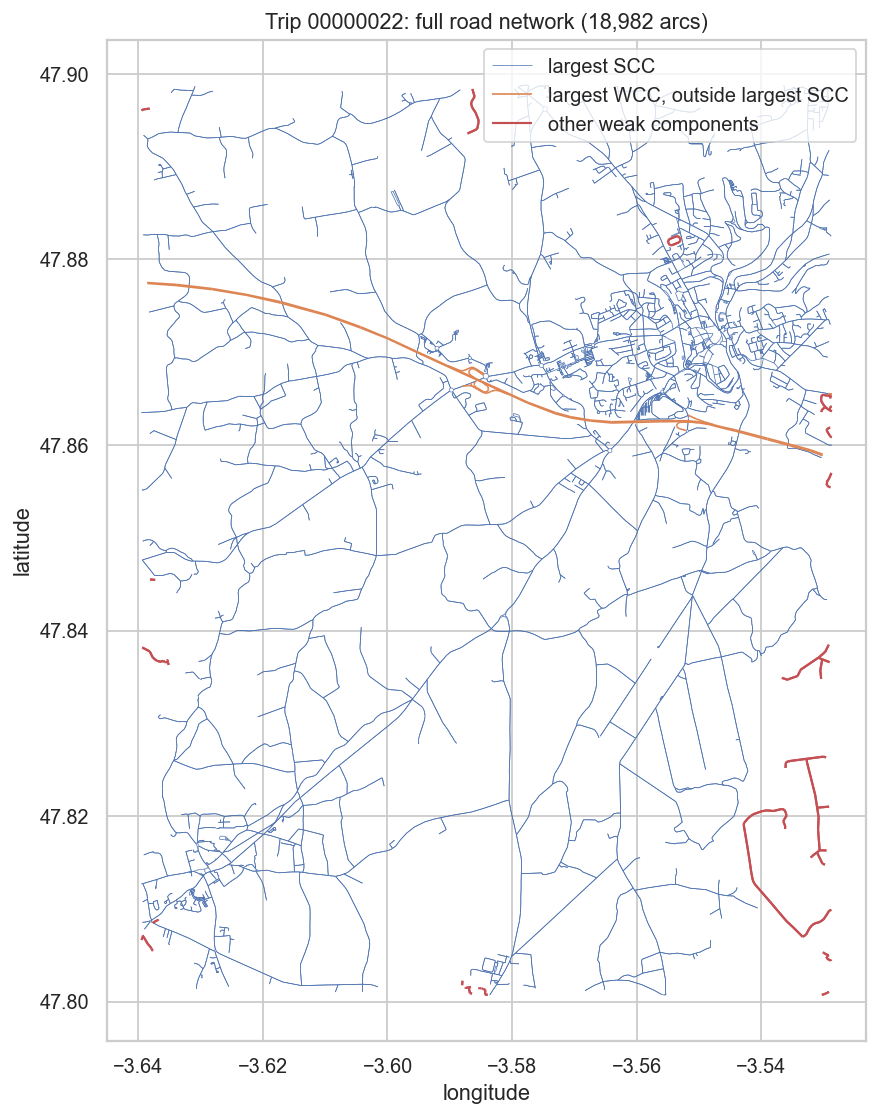 Trip 00000022: full road network (18,982 arcs)
largest SCC
largest WCC, outside largest SCC
other weak components
47.90
47.88
47.86
47.84
47.82
47.80
latitude
−3.64
−3.62
−3.60
−3.58
−3.56
−3.54
longitude